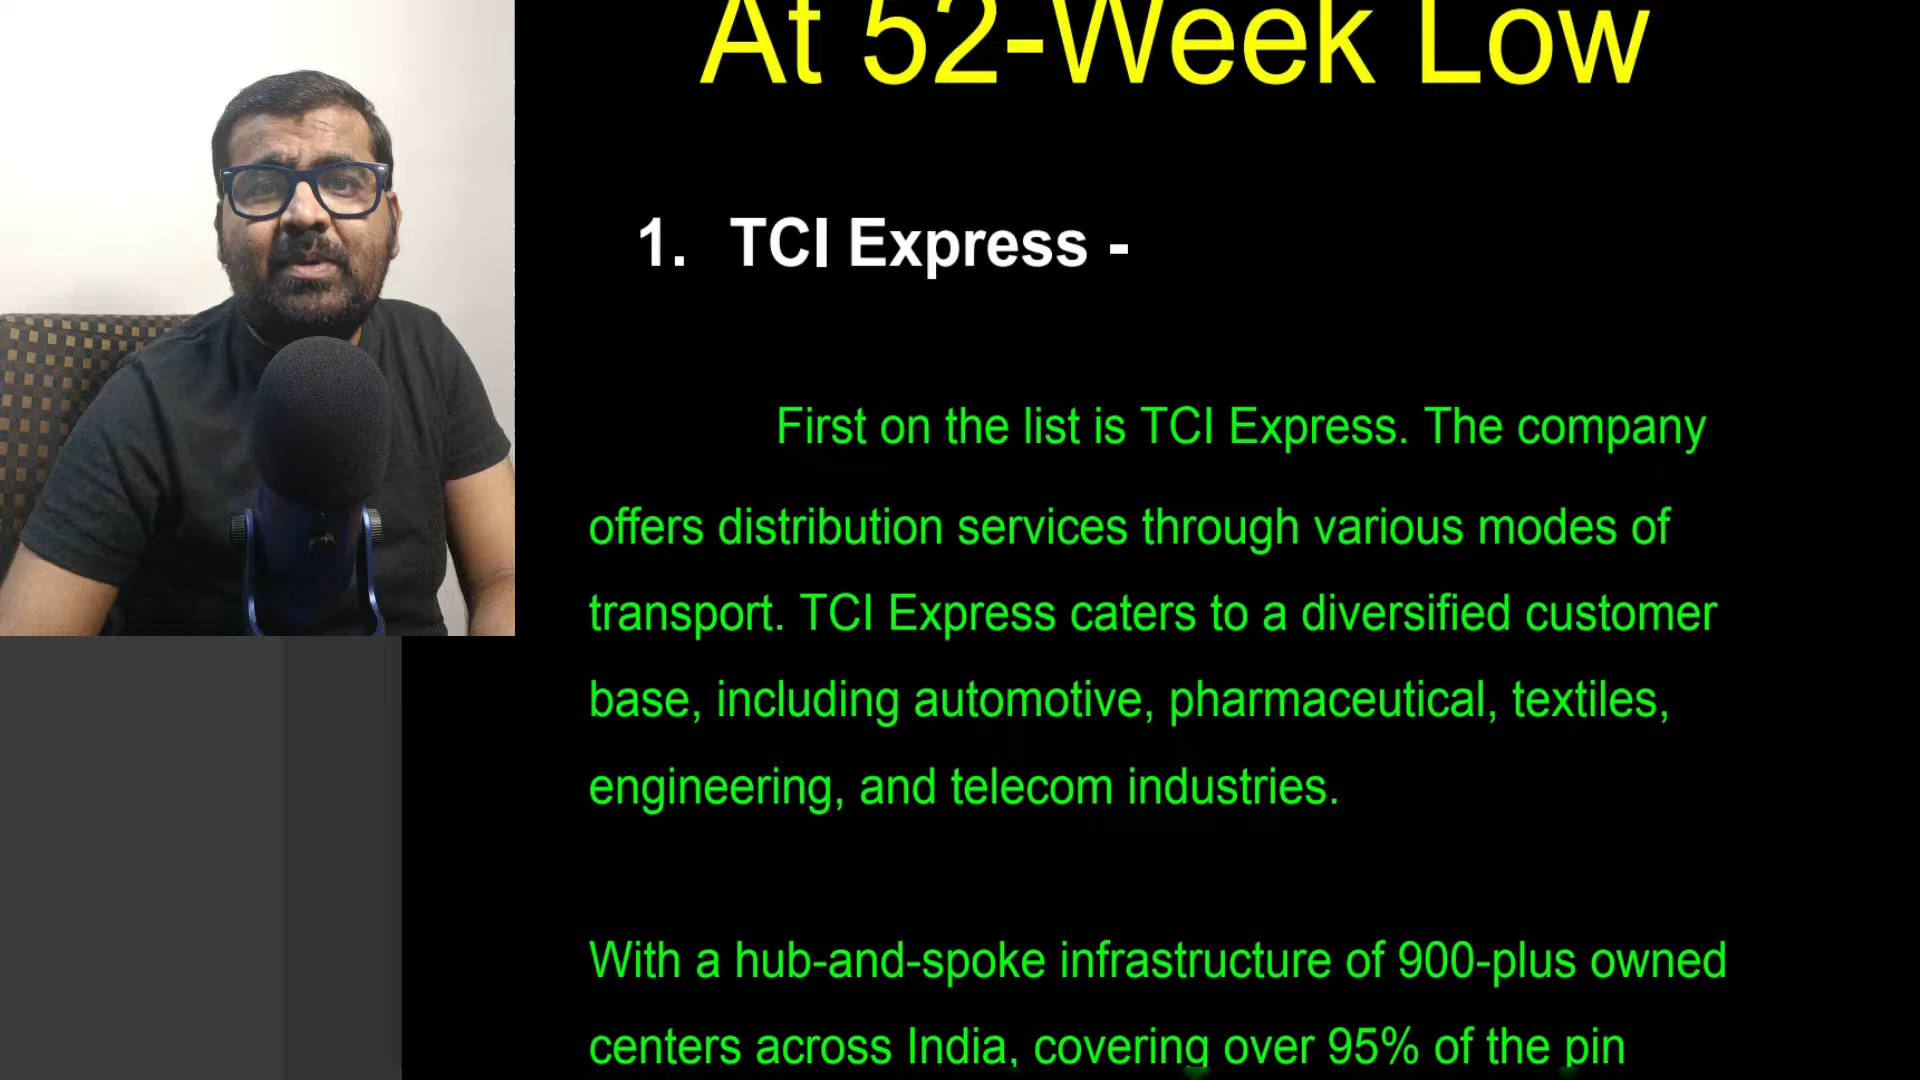 At 52-Week Low
1. TCI Express -
First on the list is TCI Express. The company
offers distribution services through various modes of
transport. TCI Express caters to a diversified customer
base, including automotive, pharmaceutical, textiles,
engineering, and telecom industries.
With a hub-and-spoke infrastructure of 900-plus owned
centers across India, covering over 95% of the pin